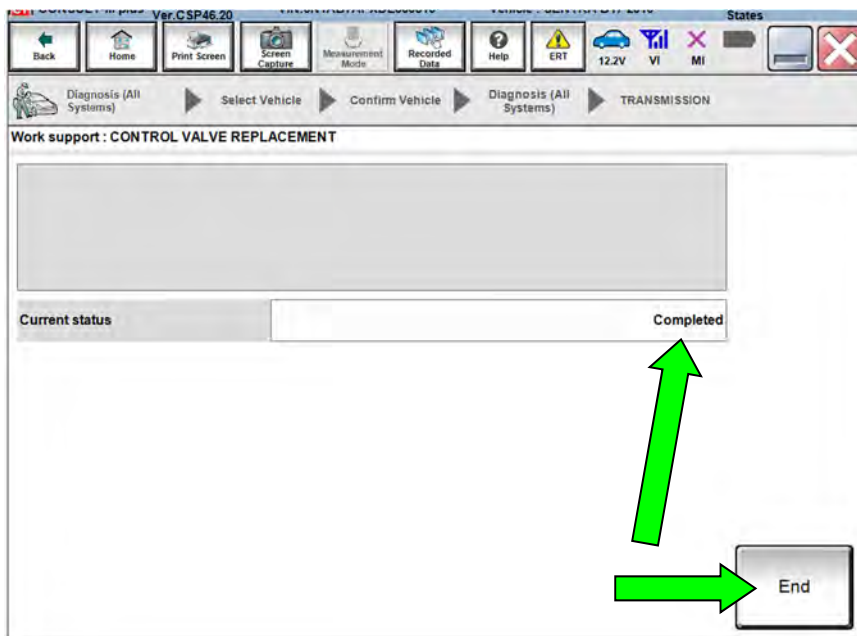 Ver.CSP46.20
States
Back
Home
Print Screen
Screen
Capture
Measurement
Mode
Recorded
Data
Help
ERT
12.2V
VI
MI
Diagnosis (All
Systems)
Select Vehicle
Confirm Vehicle
Diagnosis (All
Systems)
TRANSMISSION
Work support : CONTROL VALVE REPLACEMENT
Current status
Completed
End